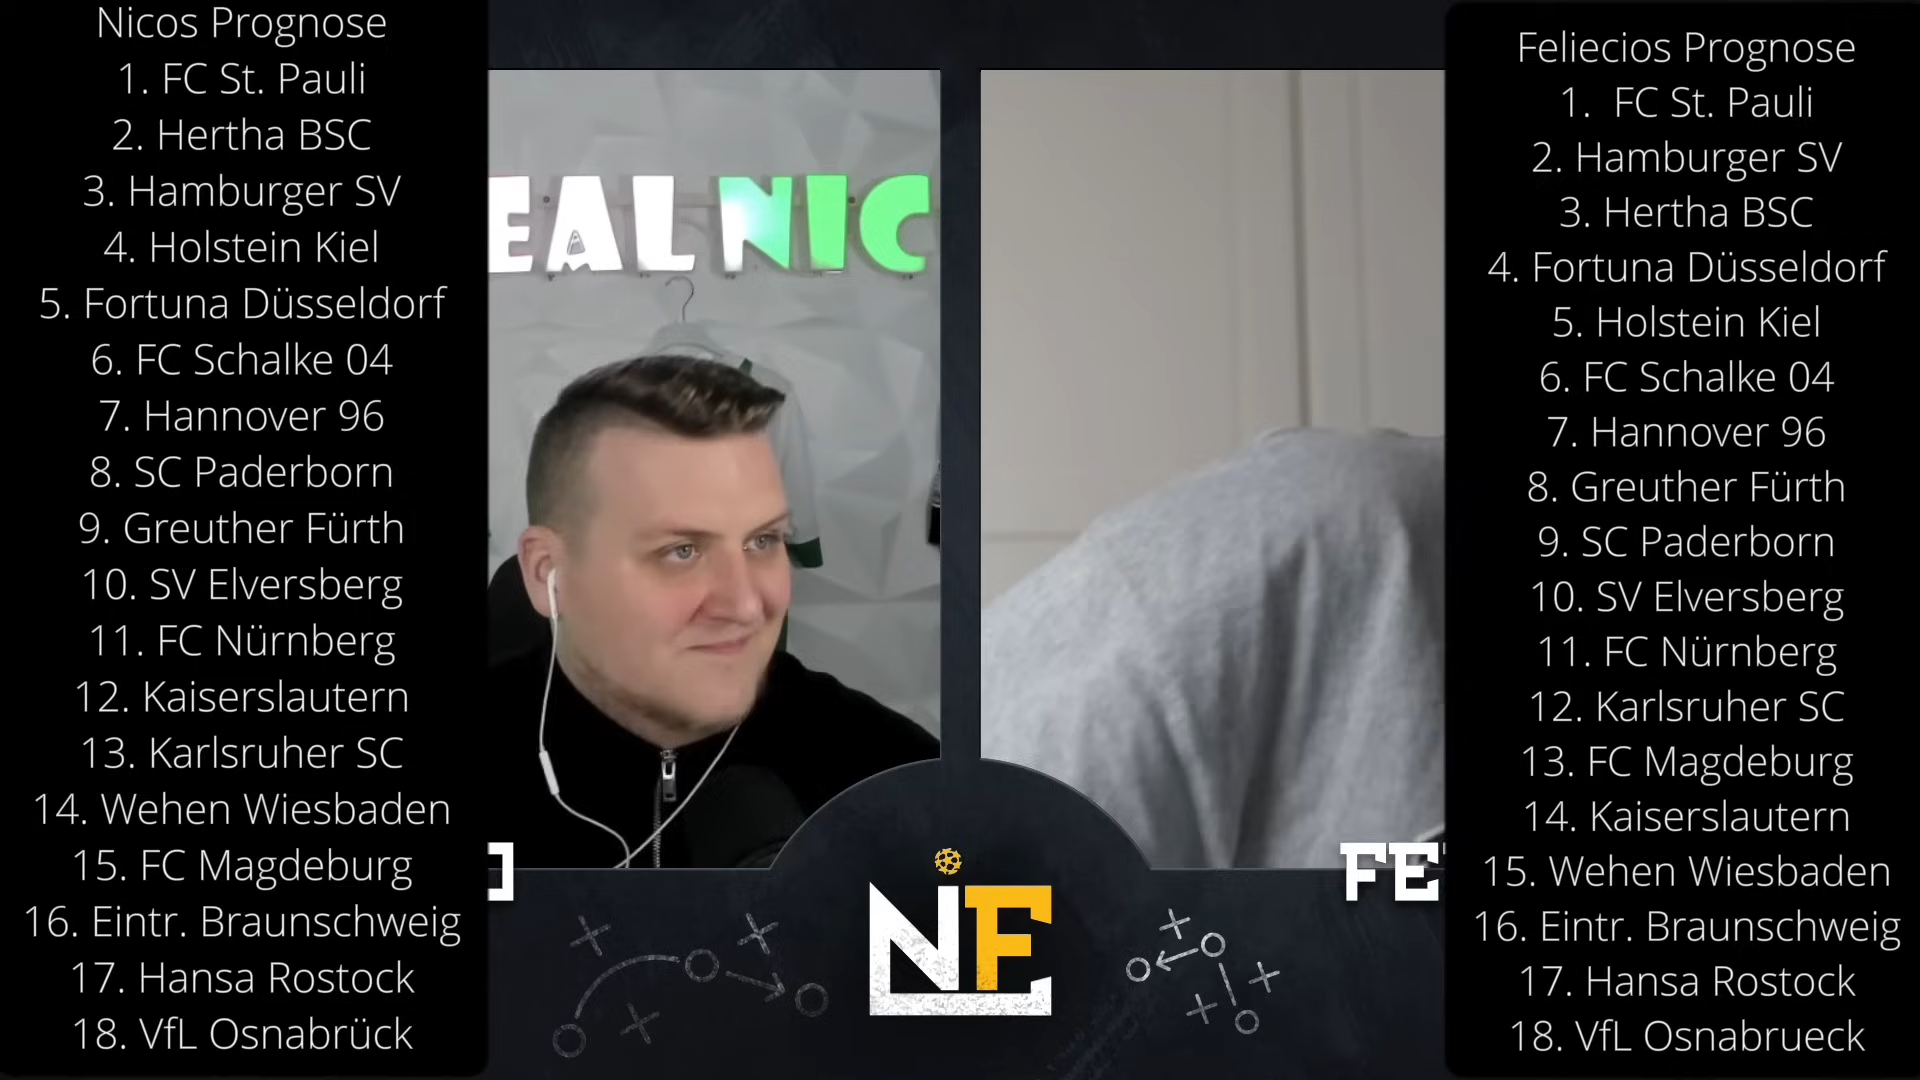 Nicos Prognose
1. FC St. Pauli
2. Hertha BSC
3. Hamburger SV
4. Holstein Kiel
5. Fortuna Düsseldorf
6. FC Schalke 04
7. Hannover 96
8. SC Paderborn
9. Greuther Fürth
10. SV Elversberg
11. FC Nürnberg
12. Kaiserslautern
13. Karlsruher SC
14. Wehen Wiesbaden
15. FC Magdeburg
16. Eintr. Braunschweig
17. Hansa Rostock
18. VfL Osnabrück
EAL NIC
NF
FE
Feliecios Prognose
1. FC St. Pauli
2. Hamburger SV
3. Hertha BSC
4. Fortuna Düsseldorf
5. Holstein Kiel
6. FC Schalke 04
7. Hannover 96
8. Greuther Fürth
9. SC Paderborn
10. SV Elversberg
11. FC Nürnberg
12. Karlsruher SC
13. FC Magdeburg
14. Kaiserslautern
15. Wehen Wiesbaden
16. Eintr. Braunschweig
17. Hansa Rostock
18. VfL Osnabrueck